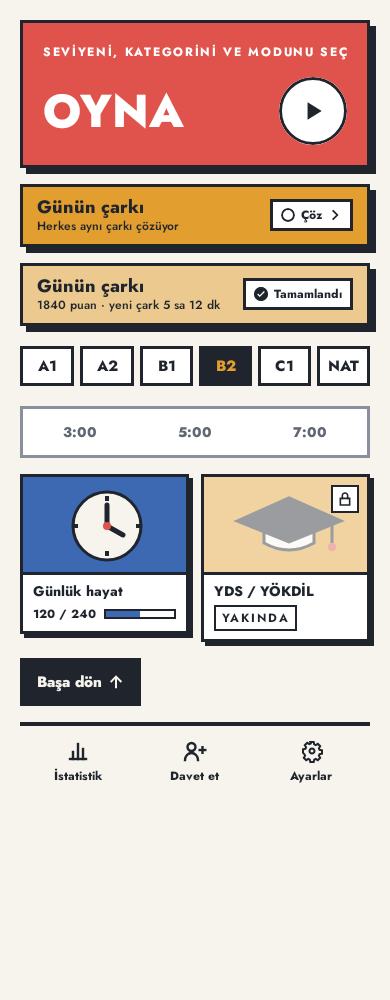 SEVİYENİ, KATEGORİNİ VE MODUNU SEÇ
OYNA
Günün çarkı
Herkes aynı çarkı çözüyor
Çöz
Günün çarkı
1840 puan · yeni çark 5 sa 12 dk
Tamamlandı
A1 A2 B1 B2 C1 NAT
3:00 5:00 7:00
Günlük hayat
120 / 240
YDS / YÖKDİL
YAKINDA
Başa dön
İstatistik Davet et Ayarlar